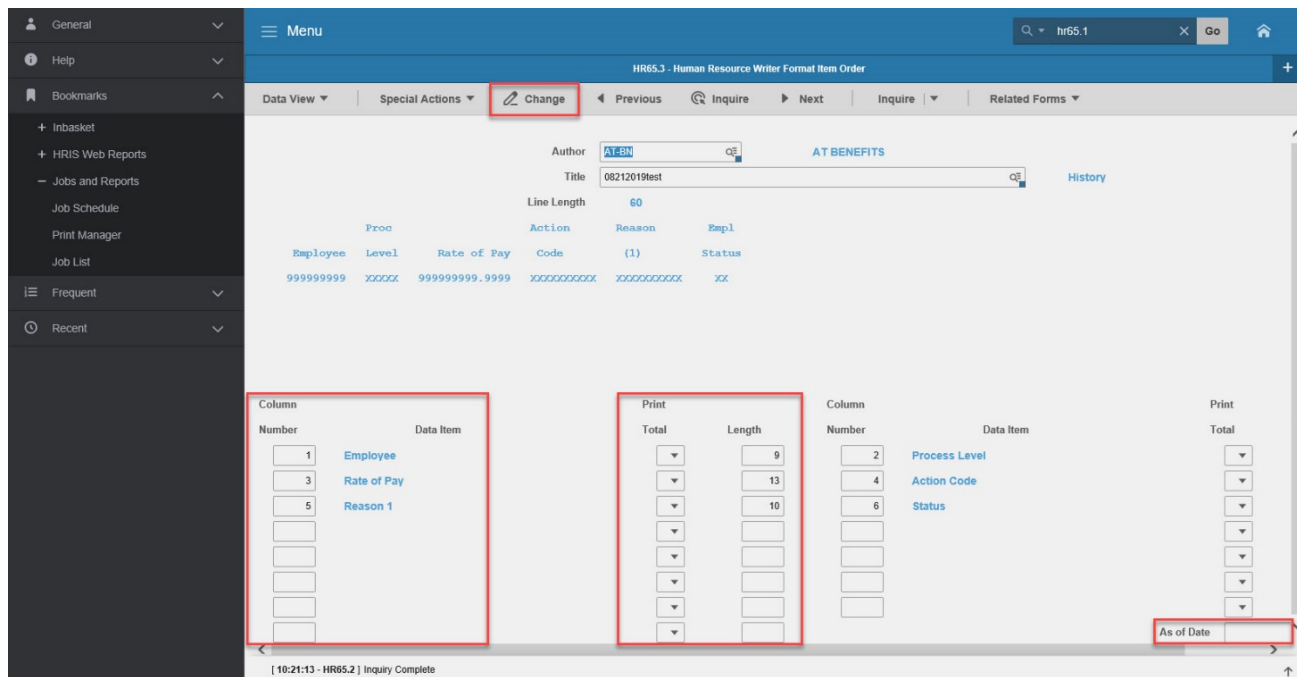 General
Help
Bookmarks
+ Inbasket
+ HRIS Web Reports
− Jobs and Reports
Job Schedule
Print Manager
Job List
Frequent
Recent
Menu
hr65.1 Go
HR65.3 - Human Resource Writer Format Item Order +
Data View Special Actions Change Previous Inquire Next Inquire Related Forms
Author AT-BN AT BENEFITS
Title 08212019test History
Line Length 60
Proc Action Reason Empl
Employee Level Rate of Pay Code (1) Status
999999999 XXXXX 999999999.9999 XXXXXXXXXX XXXXXXXXXX XX
Column Print Column Print
Number Data Item Total Length Number Data Item Total
1 Employee 9 2 Process Level
3 Rate of Pay 13 4 Action Code
5 Reason 1 10 6 Status
As of Date
[ 10:21:13 - HR65.2 ] Inquiry Complete